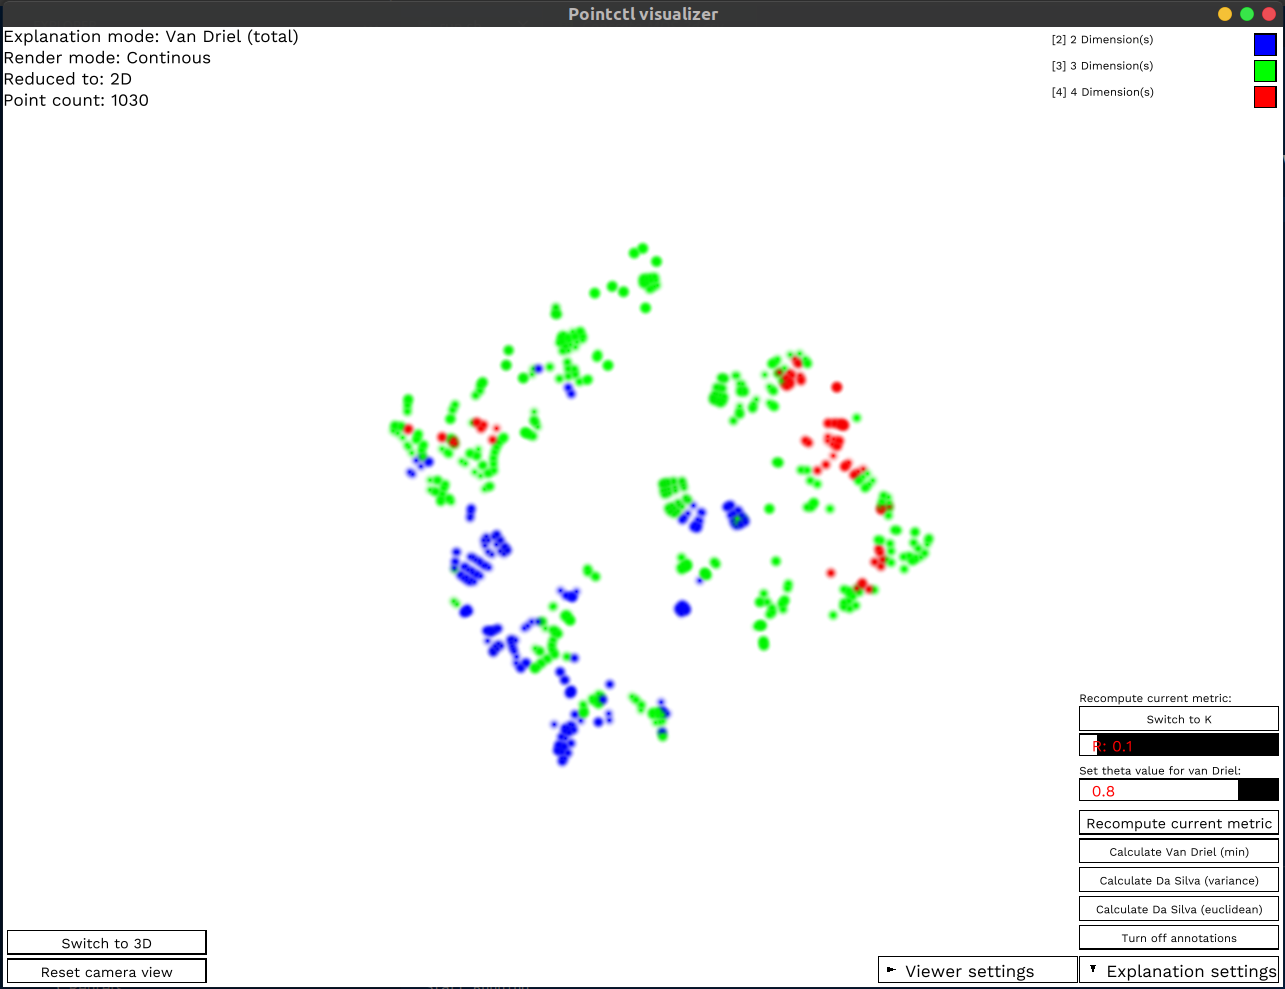 Pointctl visualizer
Explanation mode: Van Driel (total)
Render mode: Continous
Reduced to: 2D
Point count: 1030
[2] 2 Dimension(s)
[3] 3 Dimension(s)
[4] 4 Dimension(s)
Recompute current metric:
Switch to K
R: 0.1
Set theta value for van Driel:
0.8
Recompute current metric
Calculate Van Driel (min)
Calculate Da Silva (variance)
Calculate Da Silva (euclidean)
Turn off annotations
Switch to 3D
Reset camera view
Viewer settings
Explanation settings